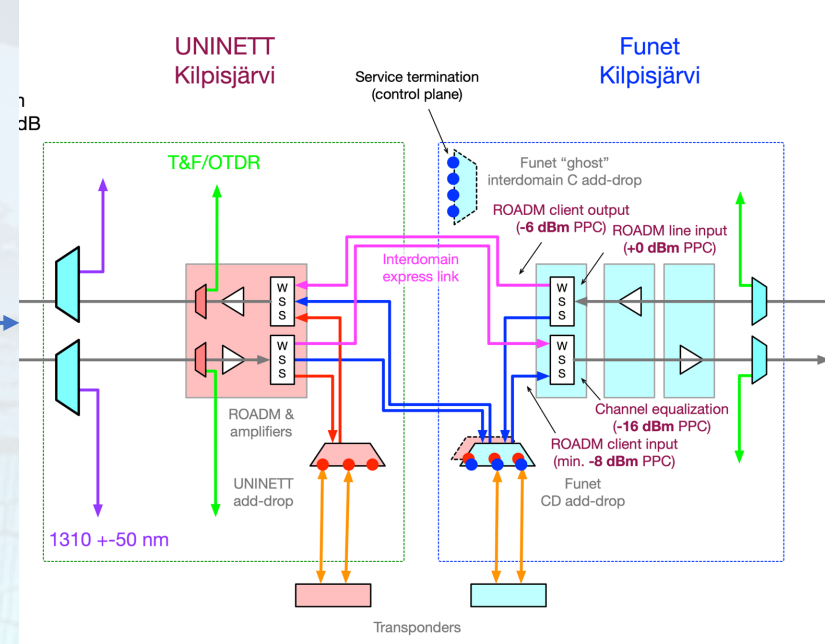 UNINETT
Kilpisjärvi
Funet
Kilpisjärvi
Service termination
(control plane)
dB
T&F/OTDR
Funet “ghost”
interdomain C add-drop
ROADM client output
(-6 dBm PPC)
ROADM line input
(+0 dBm PPC)
Interdomain
express link
W
S
S
W
S
S
W
S
S
W
S
S
ROADM &
amplifiers
Channel equalization
(-16 dBm PPC)
ROADM client input
(min. -8 dBm PPC)
UNINETT
add-drop
Funet
CD add-drop
1310 +-50 nm
Transponders